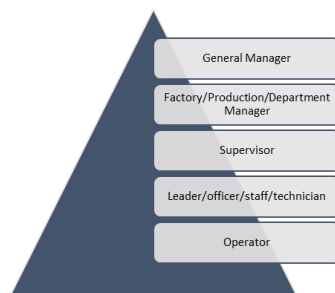 General Manager
Factory/Production/Department
Manager
Supervisor
Leader/officer/staff/technician
Operator